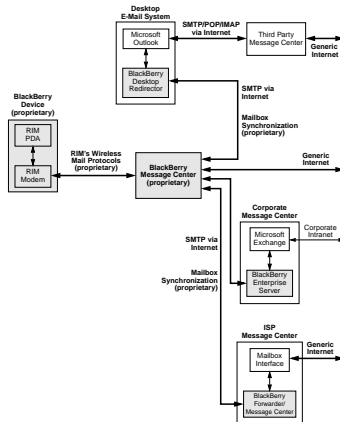 Desktop
E-Mail System
Microsoft
Outlook
BlackBerry
Desktop
Redirector
SMTP/POP/IMAP
via Internet
Third Party
Message Center
Generic
Internet
SMTP via
Internet
Mailbox
Synchronization
(proprietary)
BlackBerry
Device
(proprietary)
RIM
PDA
RIM
Modem
RIM's Wireless
Mail Protocols
(proprietary)
BlackBerry
Message Center
(proprietary)
Generic
Internet
Corporate
Message Center
Microsoft
Exchange
BlackBerry
Enterprise
Server
Corporate
Intranet
SMTP via
Internet
Mailbox
Synchronization
(proprietary)
ISP
Message Center
Mailbox
Interface
BlackBerry
Forwarder/
Message Center
Generic
Internet